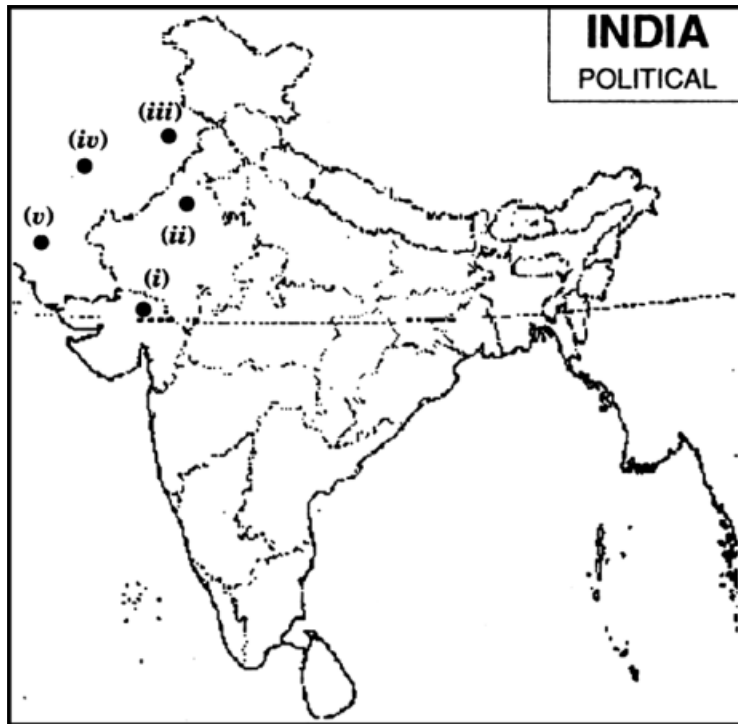 INDIA
POLITICAL
(iii)
(iv)
(v)
(ii)
(i)